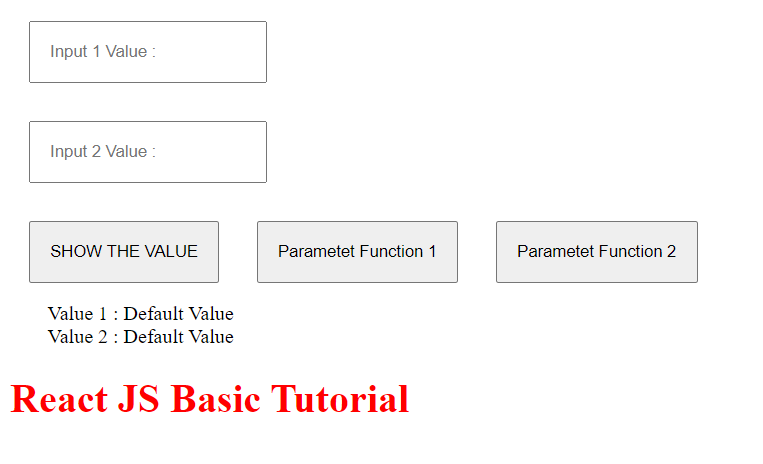 Input 1 Value :
Input 2 Value :
SHOW THE VALUE Parametet Function 1 Parametet Function 2
Value 1 : Default Value
Value 2 : Default Value
React JS Basic Tutorial